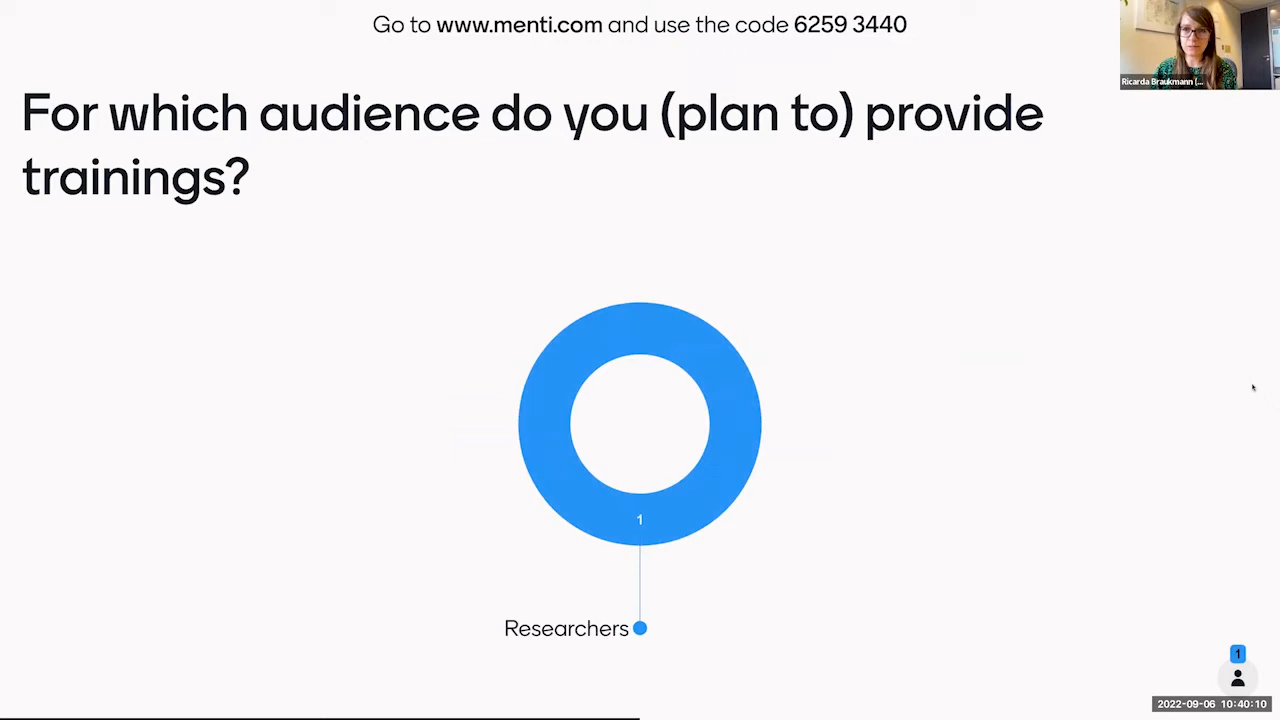 Go to www.menti.com and use the code 6259 3440
Ricarda Braukmann (...
For which audience do you (plan to) provide
trainings?
1
Researchers
1
2022-09-06 10:40:10